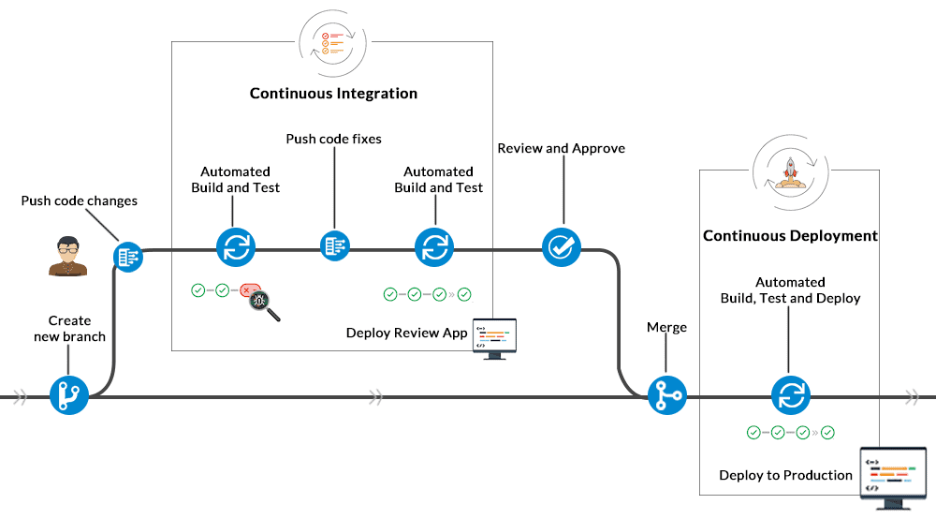 Continuous Integration
Push code fixes
Review and Approve
Automated
Build and Test
Automated
Build and Test
Push code changes
Continuous Deployment
Automated
Build, Test and Deploy
Create
new branch
Deploy Review App
Merge
Deploy to Production